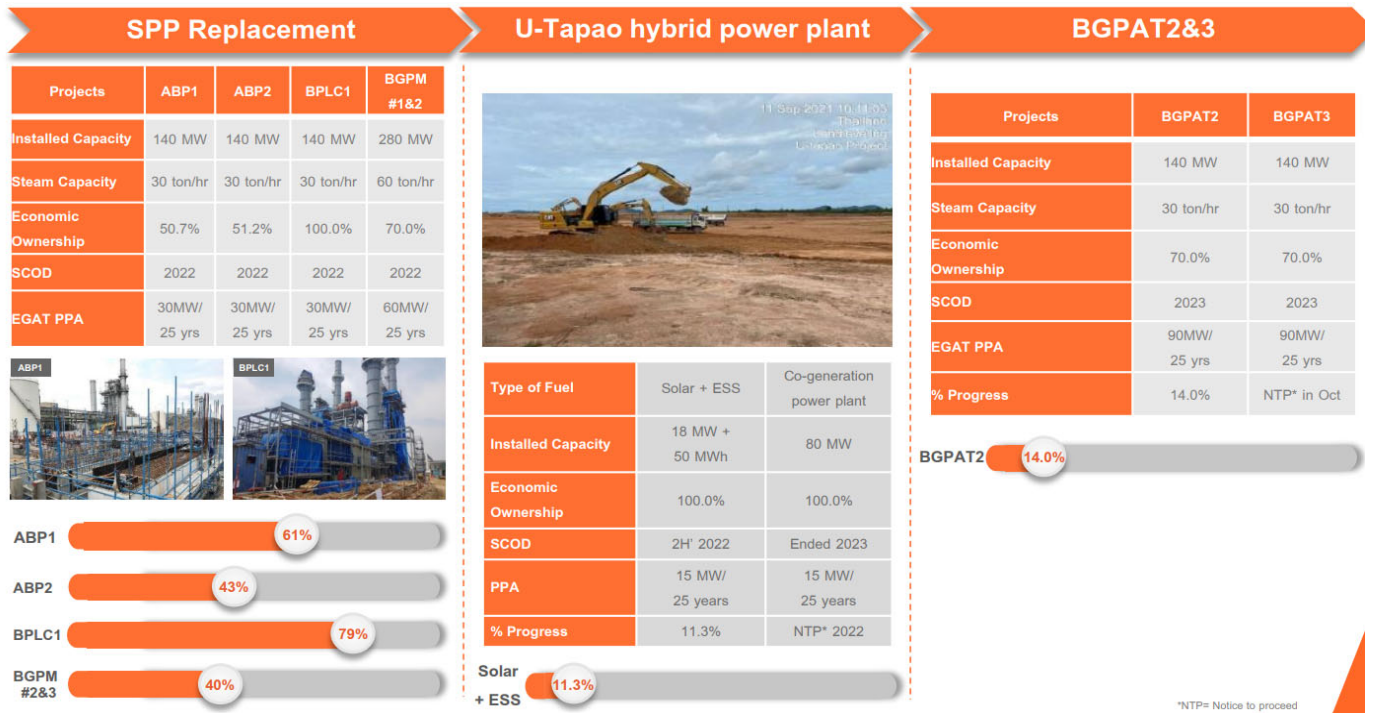 SPP Replacement
U-Tapao hybrid power plant
BGPAT2&3
Projects ABP1 ABP2 BPLC1 BGPM #1&2
Installed Capacity 140 MW 140 MW 140 MW 280 MW
Steam Capacity 30 ton/hr 30 ton/hr 30 ton/hr 60 ton/hr
Economic Ownership 50.7% 51.2% 100.0% 70.0%
SCOD 2022 2022 2022 2022
EGAT PPA 30MW/ 25 yrs 30MW/ 25 yrs 30MW/ 25 yrs 60MW/ 25 yrs
ABP1
BPLC1
ABP1 61%
ABP2 43%
BPLC1 79%
BGPM #2&3 40%
11 Sep 2021 10:11:03
Thailand
U-tapao Project
Type of Fuel Solar + ESS Co-generation power plant
Installed Capacity 18 MW + 50 MWh 80 MW
Economic Ownership 100.0% 100.0%
SCOD 2H' 2022 Ended 2023
PPA 15 MW/ 25 years 15 MW/ 25 years
% Progress 11.3% NTP* 2022
Solar + ESS 11.3%
Projects BGPAT2 BGPAT3
Installed Capacity 140 MW 140 MW
Steam Capacity 30 ton/hr 30 ton/hr
Economic Ownership 70.0% 70.0%
SCOD 2023 2023
EGAT PPA 90MW/ 25 yrs 90MW/ 25 yrs
% Progress 14.0% NTP* in Oct
BGPAT2 14.0%
*NTP= Notice to proceed